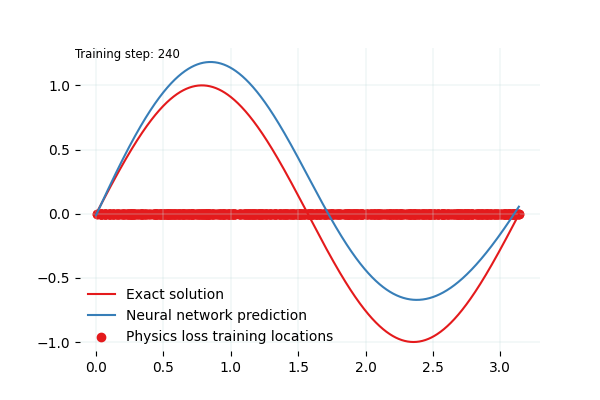 Training step: 240
1.0
0.5
0.0
−0.5
−1.0
Exact solution
Neural network prediction
Physics loss training locations
0.0 0.5 1.0 1.5 2.0 2.5 3.0